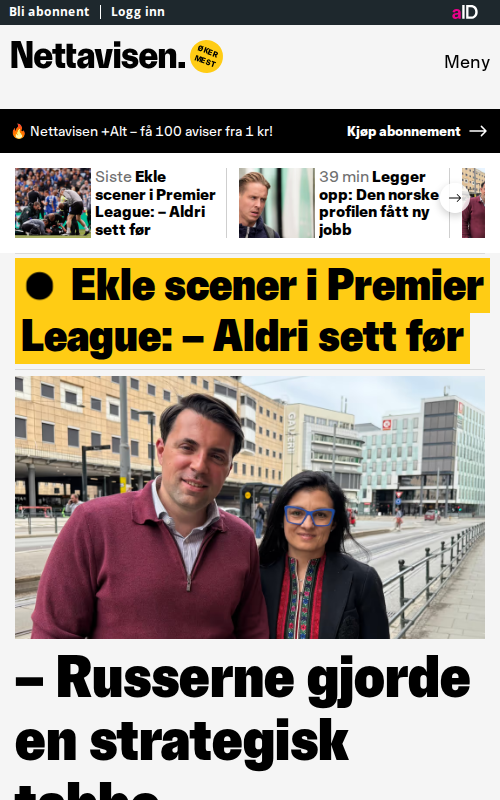 Bli abonnent Logg inn
aID
Nettavisen.
ØKER
MEST
Meny
🔥 Nettavisen +Alt – få 100 aviser fra 1 kr!
Kjøp abonnement →
Siste Ekle
scener i Premier
League: – Aldri
sett før
39 min Legger
opp: Den norske
profilen fått ny
jobb
Ekle scener i Premier
League: – Aldri sett før
– Russerne gjorde
en strategisk